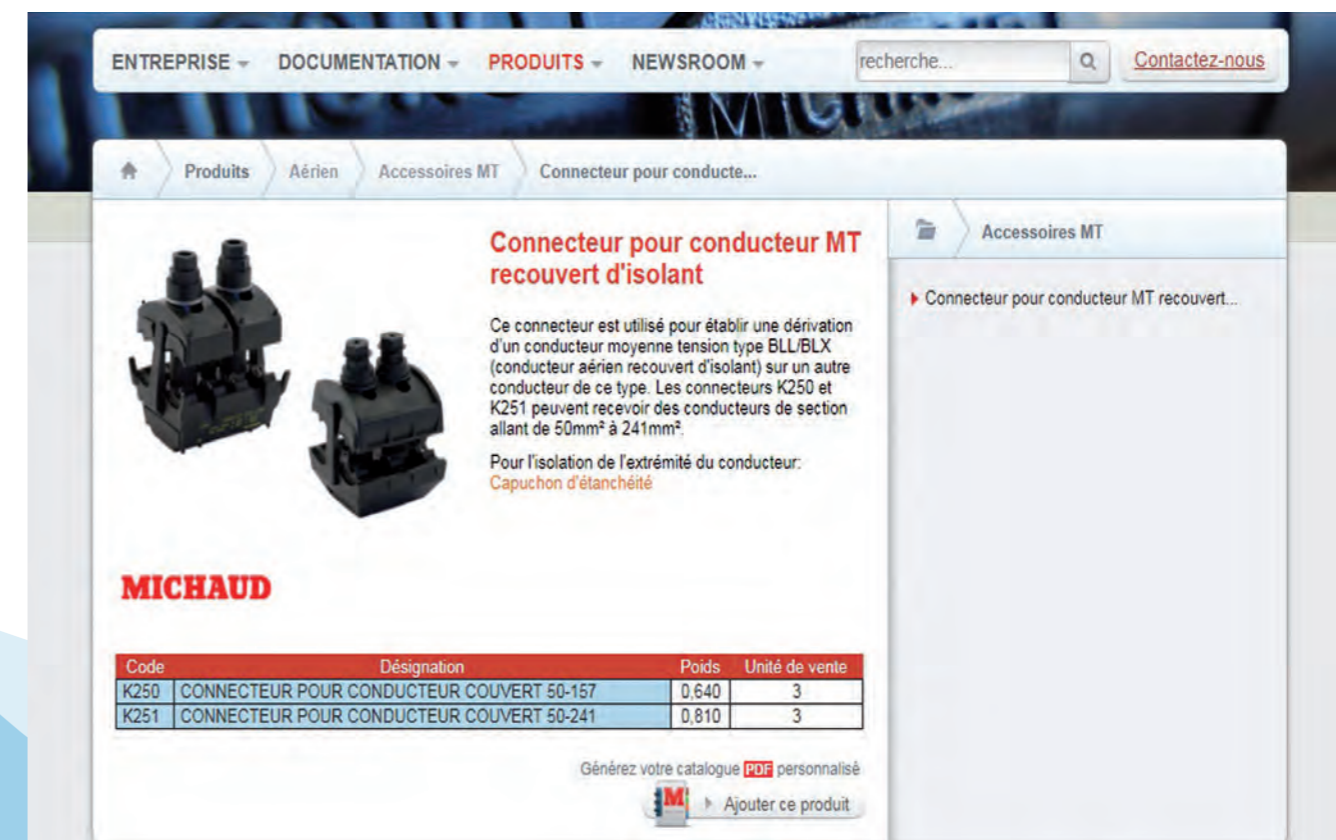 ENTREPRISE DOCUMENTATION PRODUITS NEWSROOM recherche... Contactez-nous
Produits Aérien Accessoires MT Connecteur pour conducte...
Connecteur pour conducteur MT
recouvert d'isolant
Ce connecteur est utilisé pour établir une dérivation
d'un conducteur moyenne tension type BLL/BLX
(conducteur aérien recouvert d'isolant) sur un autre
conducteur de ce type. Les connecteurs K250 et
K251 peuvent recevoir des conducteurs de section
allant de 50mm² à 241mm².
Pour l'isolation de l'extrémité du conducteur:
Capuchon d'étanchéité
Accessoires MT
Connecteur pour conducteur MT recouvert...
MICHAUD
Code Désignation Poids Unité de vente
K250 CONNECTEUR POUR CONDUCTEUR COUVERT 50-157 0,640 3
K251 CONNECTEUR POUR CONDUCTEUR COUVERT 50-241 0,810 3
Générez votre catalogue PDF personnalisé
M Ajouter ce produit